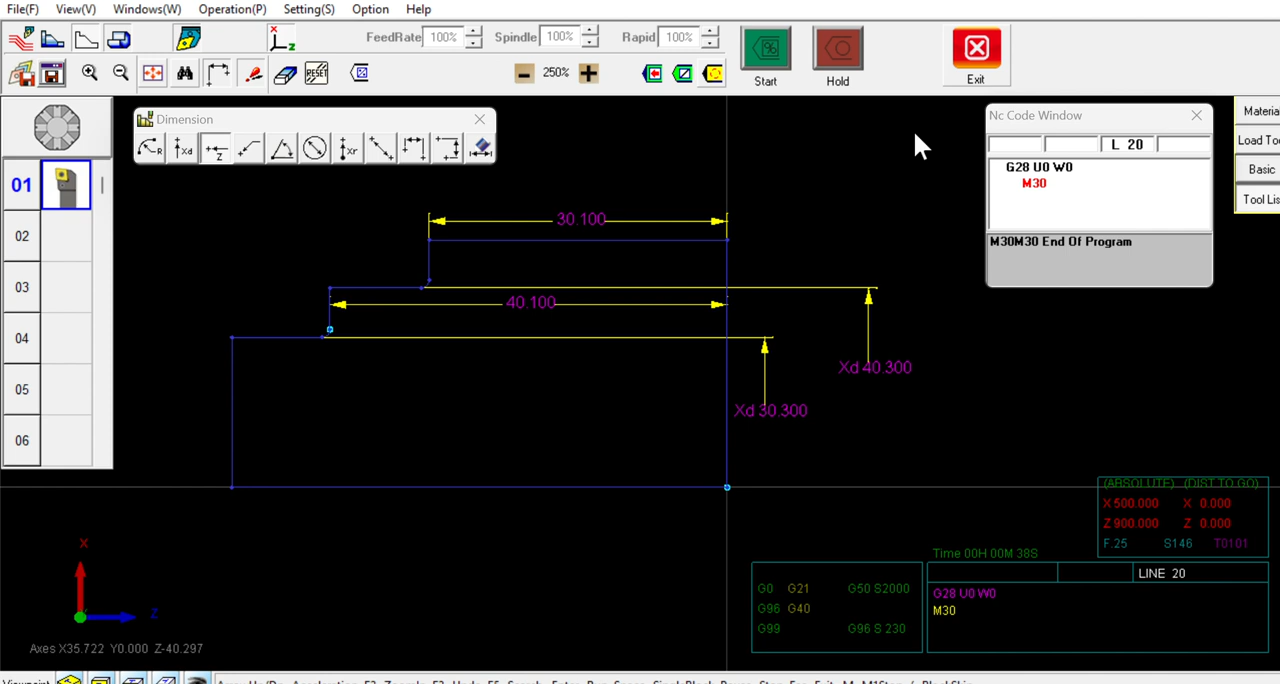 File(F) View(V) Windows(W) Operation(P) Setting(S) Option Help
FeedRate 100% Spindle 100% Rapid 100%
RESET
250%
Start
Hold
Exit
Dimension
R Xd Z Xr
Nc Code Window
L 20
G28 U0 W0
M30
M30M30 End Of Program
Materia
Load Too
Basic
Tool Lis
01
02
03
04
05
06
30.100
40.100
Xd 40.300
Xd 30.300
(ABSOLUTE) (DIST TO GO)
X 500.000 X 0.000
Z 900.000 Z 0.000
F.25 S146 T0101
Time 00H 00M 38S
LINE 20
G28 U0 W0
M30
G0 G21 G50 S2000
G96 G40
G99 G96 S 230
X
Z
Axes X35.722 Y0.000 Z-40.297
Viewpoint